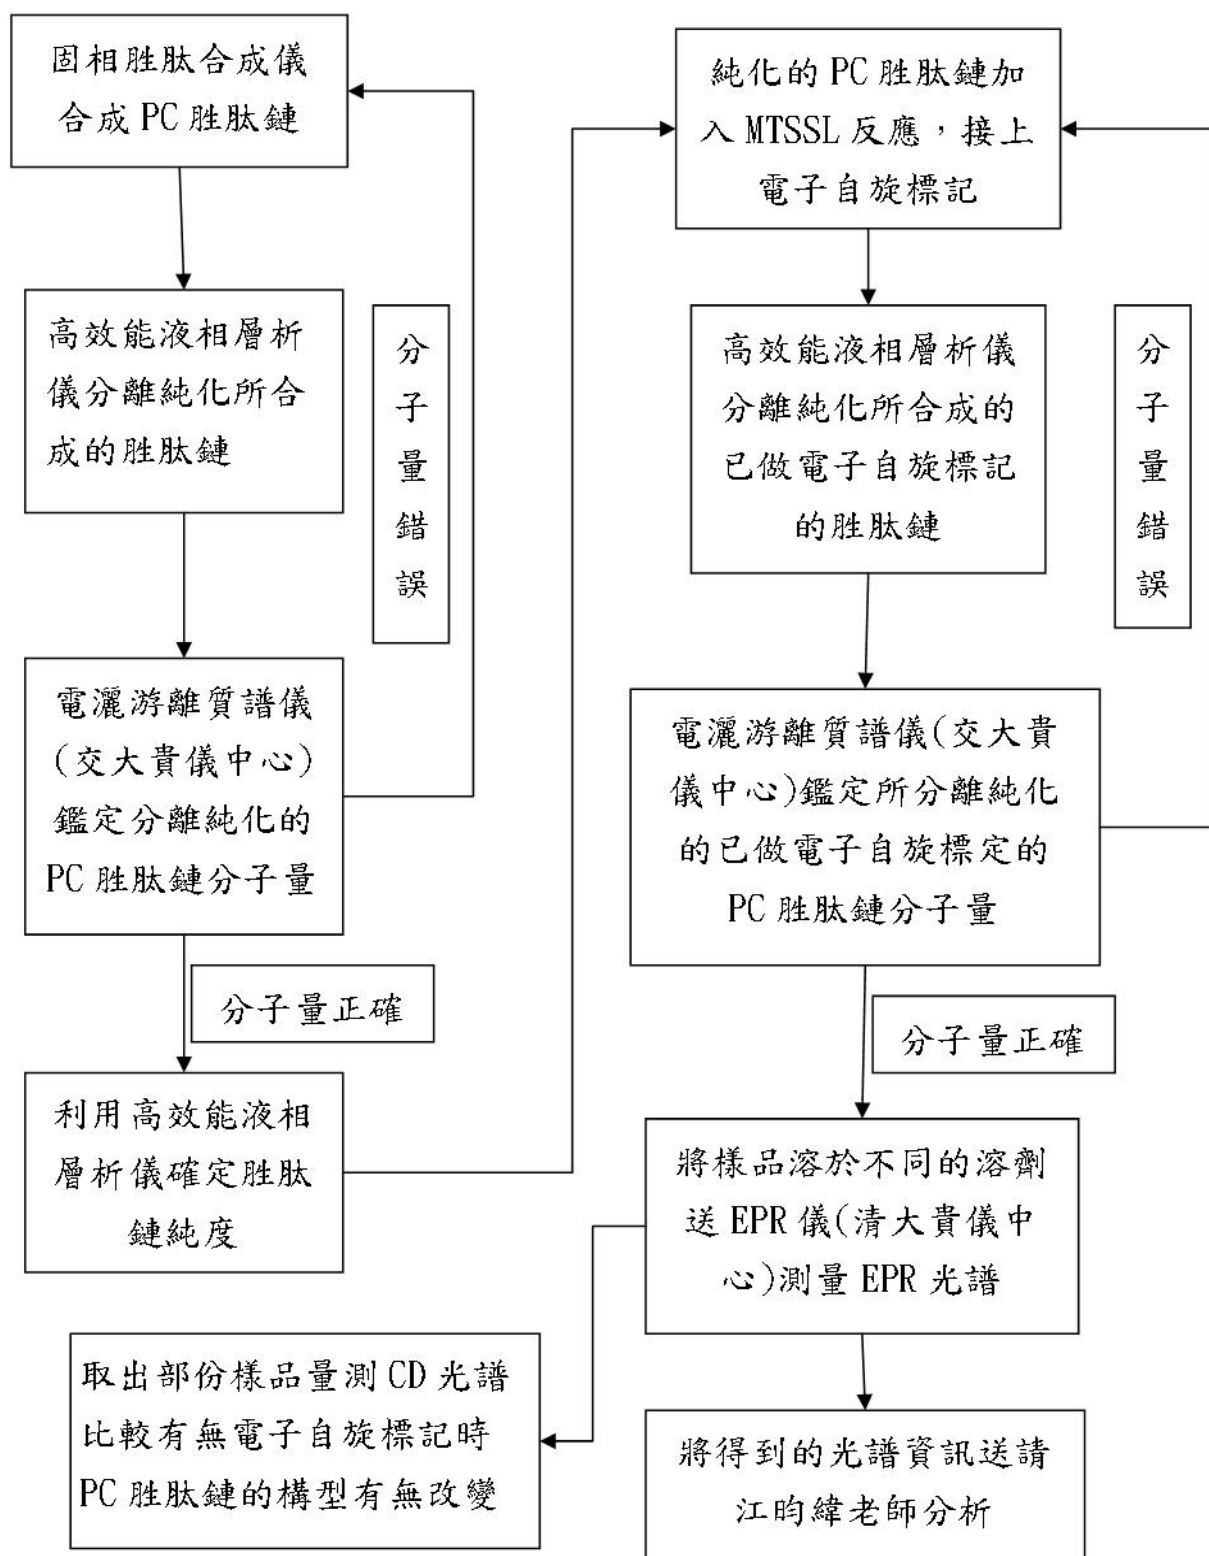 固相胜肽合成儀
合成 PC 胜肽鏈
高效能液相層析
儀分離純化所合
成的胜肽鏈
分
子
量
錯
誤
電灑游離質譜儀
(交大貴儀中心)
鑑定分離純化的
PC 胜肽鏈分子量
分子量正確
利用高效能液相
層析儀確定胜肽
鏈純度
純化的 PC 胜肽鏈加
入 MTSSL 反應，接上
電子自旋標記
高效能液相層析儀
分離純化所合成的
已做電子自旋標記
的胜肽鏈
分
子
量
錯
誤
電灑游離質譜儀(交大貴
儀中心)鑑定所分離純化
的已做電子自旋標定的
PC 胜肽鏈分子量
分子量正確
將樣品溶於不同的溶劑
送 EPR 儀(清大貴儀中
心)測量 EPR 光譜
取出部份樣品量測 CD 光譜
比較有無電子自旋標記時
PC 胜肽鏈的構型有無改變
將得到的光譜資訊送請
江昀緯老師分析